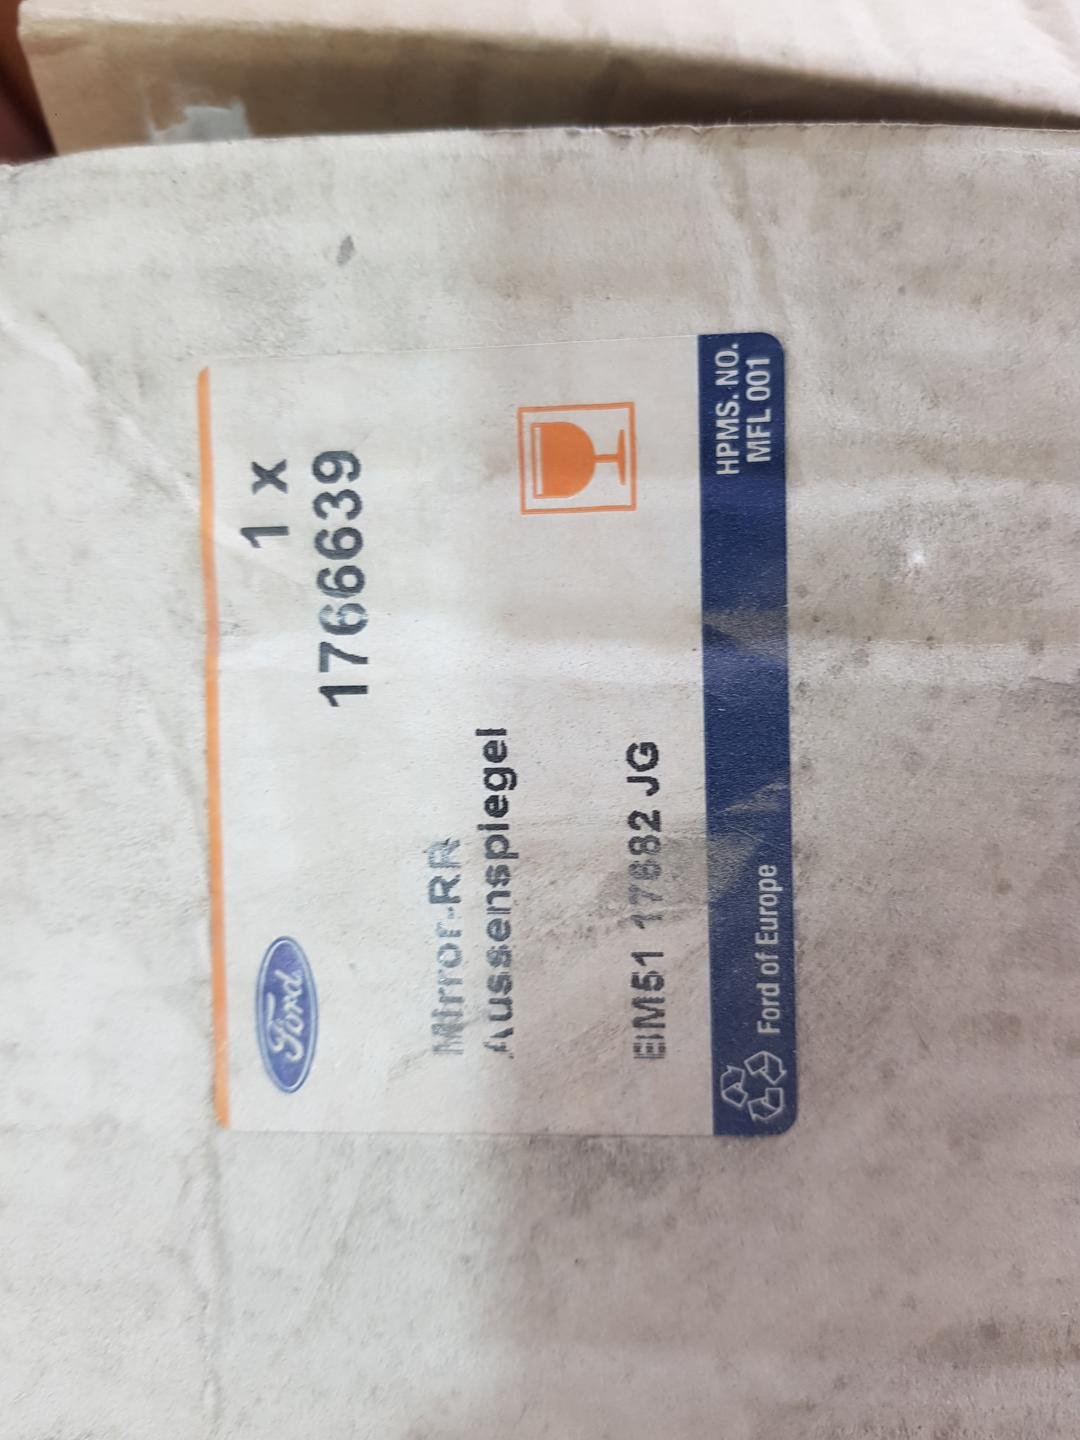 Ford
1 x
1766639
Mirror-RR
Aussenspiegel
BM51 17682 JG
Ford of Europe
HPMS. NO.
MFL 001